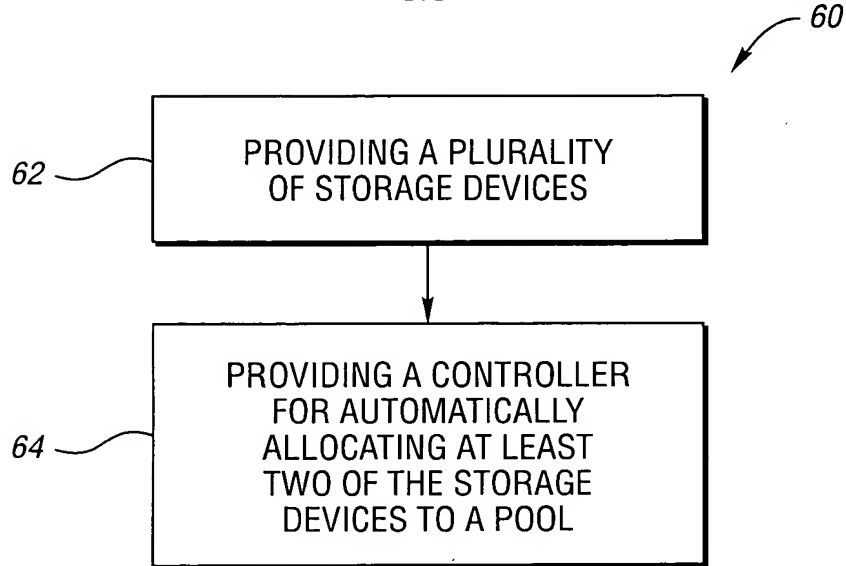 60
62
PROVIDING A PLURALITY
OF STORAGE DEVICES
64
PROVIDING A CONTROLLER
FOR AUTOMATICALLY
ALLOCATING AT LEAST
TWO OF THE STORAGE
DEVICES TO A POOL